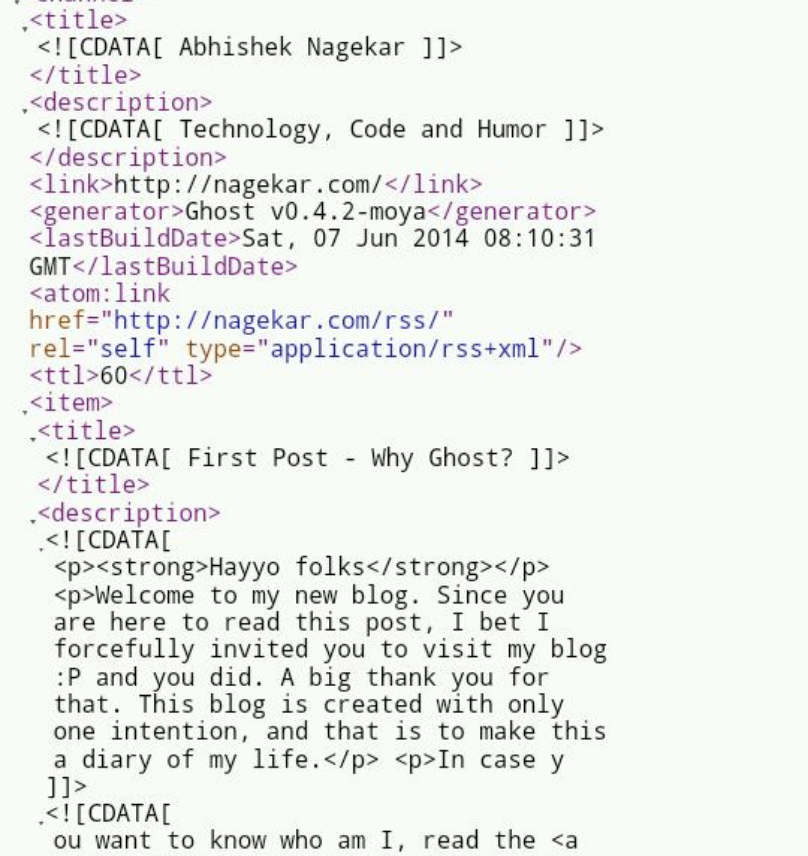 <title>
<![CDATA[ Abhishek Nagekar ]]>
</title>
<description>
<![CDATA[ Technology, Code and Humor ]]>
</description>
<link>http://nagekar.com/</link>
<generator>Ghost v0.4.2-moya</generator>
<lastBuildDate>Sat, 07 Jun 2014 08:10:31
GMT</lastBuildDate>
<atom:link
href="http://nagekar.com/rss/"
rel="self" type="application/rss+xml"/>
<ttl>60</ttl>
<item>
<title>
<![CDATA[ First Post - Why Ghost? ]]>
</title>
<description>
<![CDATA[
<p><strong>Hayyo folks</strong></p>
<p>Welcome to my new blog. Since you
are here to read this post, I bet I
forcefully invited you to visit my blog
:P and you did. A big thank you for
that. This blog is created with only
one intention, and that is to make this
a diary of my life.</p> <p>In case y
]]>
<![CDATA[
ou want to know who am I, read the <a